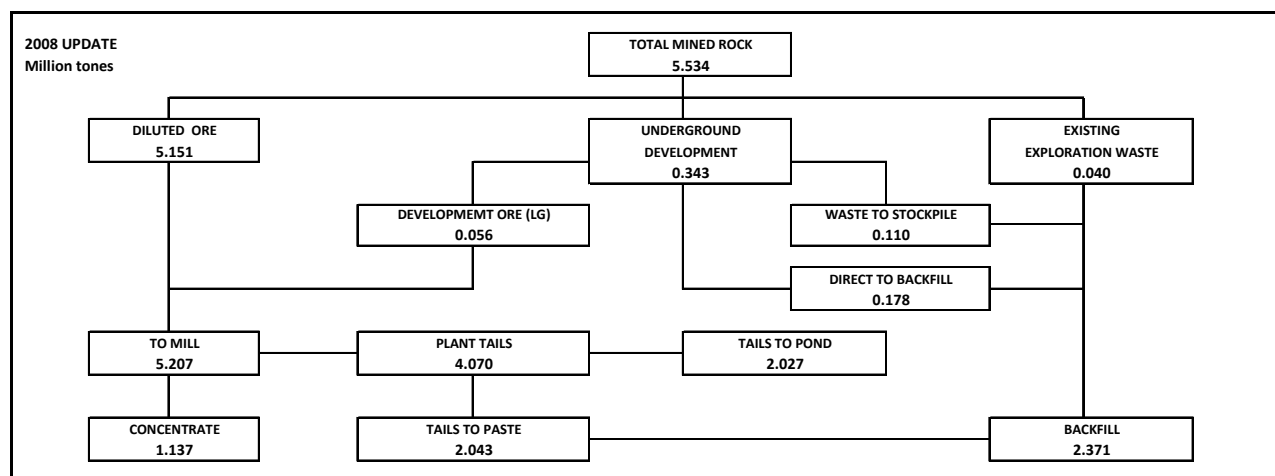 2008 UPDATE
Million tones
TOTAL MINED ROCK
5.534
DILUTED ORE
5.151
UNDERGROUND
DEVELOPMENT
0.343
EXISTING
EXPLORATION WASTE
0.040
DEVELOPMEMT ORE (LG)
0.056
WASTE TO STOCKPILE
0.110
DIRECT TO BACKFILL
0.178
TO MILL
5.207
PLANT TAILS
4.070
TAILS TO POND
2.027
CONCENTRATE
1.137
TAILS TO PASTE
2.043
BACKFILL
2.371